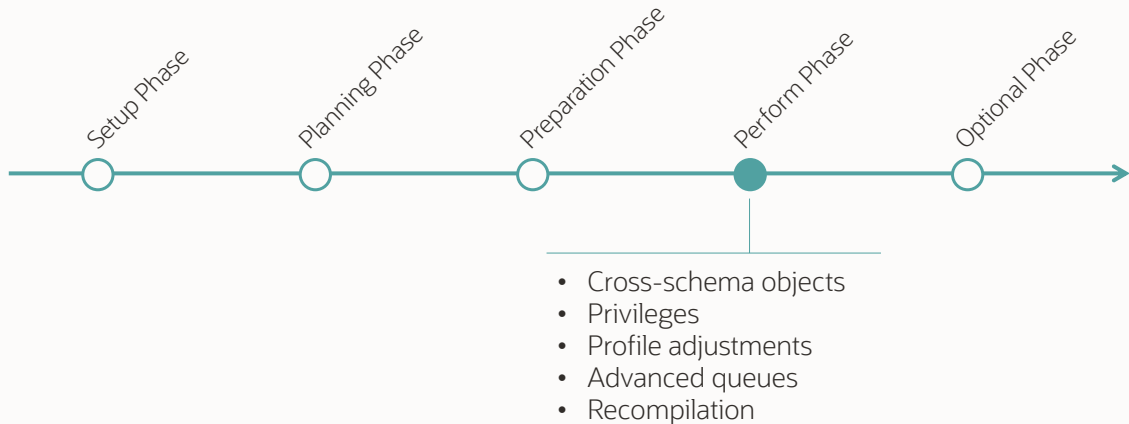 Setup Phase
Planning Phase
Preparation Phase
Perform Phase
Optional Phase
• Cross-schema objects
• Privileges
• Profile adjustments
• Advanced queues
• Recompilation